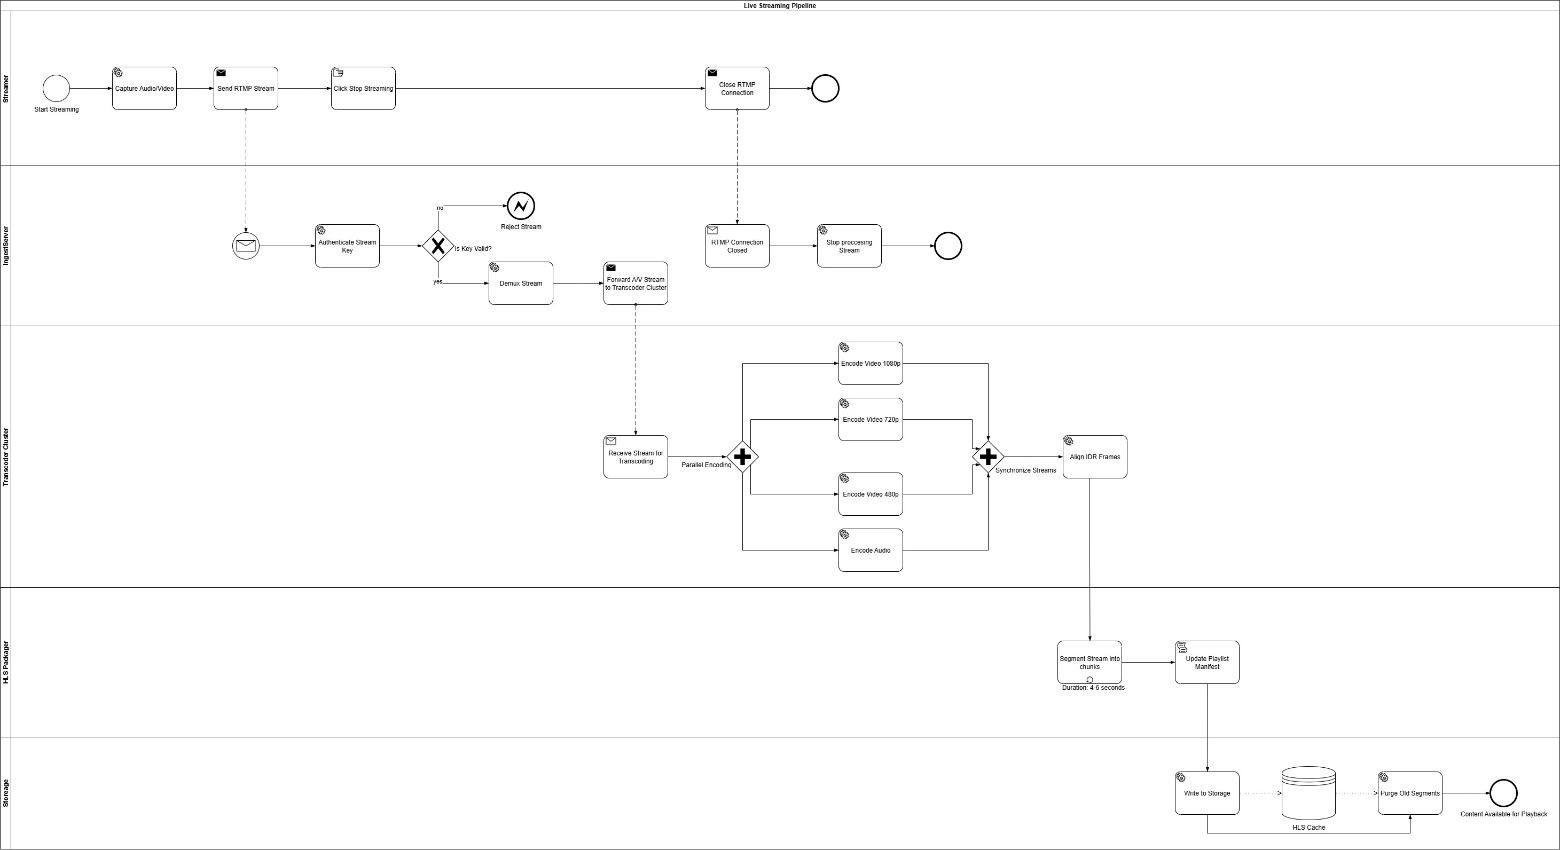 Live Streaming Pipeline
Streamer
Start Streaming
Capture Audio/Video
Send RTMP Stream
Click Stop Streaming
Close RTMP
Connection
IngestServer
Authenticate Stream
Key
no
Is Key Valid?
yes
Reject Stream
Demux Stream
Forward A/V Stream
to Transcoder Cluster
RTMP Connection
Closed
Stop proccesing
Stream
Transcoder Cluster
Receive Stream for
Transcoding
Parallel Encoding
Encode Video 1080p
Encode Video 720p
Encode Video 480p
Encode Audio
Synchronize Streams
Align IDR Frames
HLS Packager
Segment Stream into
chunks
Duration: 4-6 seconds
Update Playlist
Manifest
Storeage
Write to Storage
HLS Cache
Purge Old Segments
Content Available for Playback